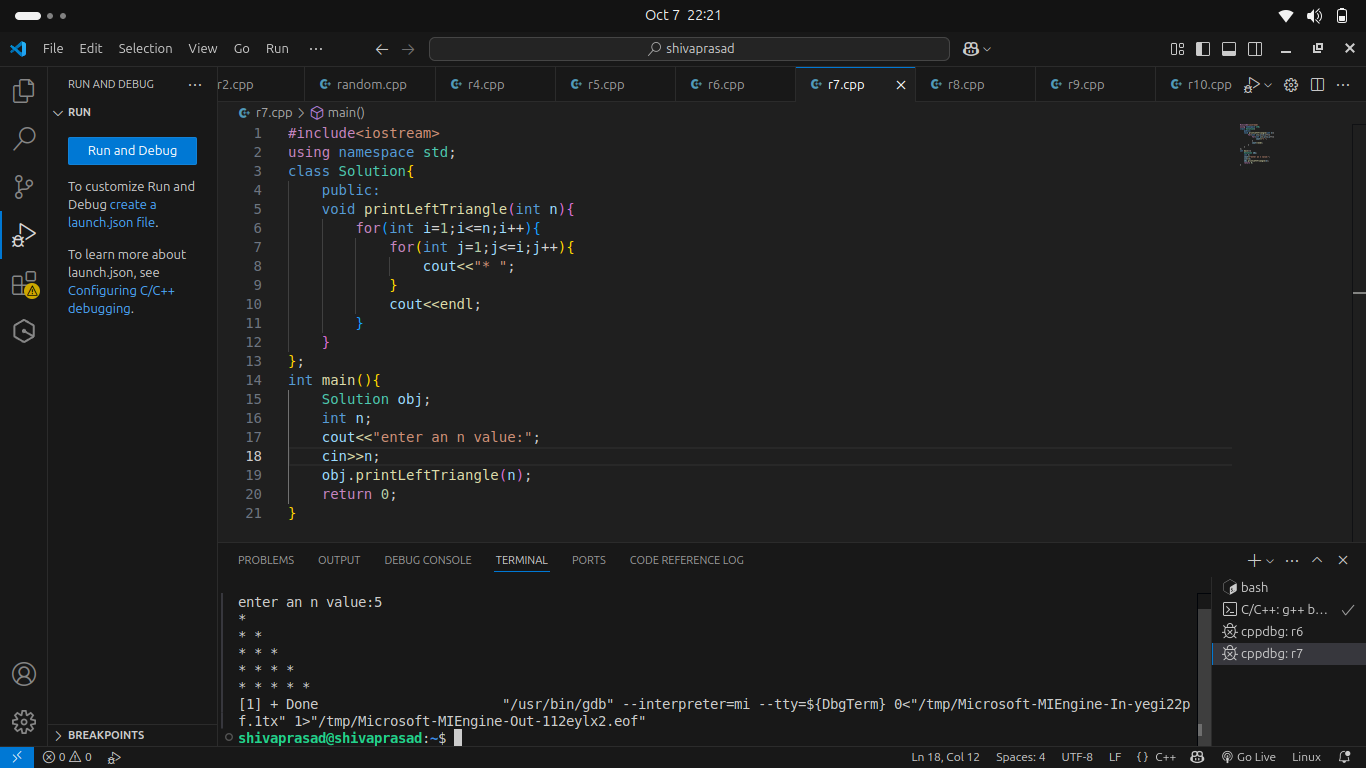 Oct 7 22:21
File Edit Selection View Go Run ···
shivaprasad
RUN AND DEBUG ···
r2.cpp random.cpp r4.cpp r5.cpp r6.cpp r7.cpp r8.cpp r9.cpp r10.cpp
RUN
Run and Debug
To customize Run and
Debug create a
launch.json file.
To learn more about
launch.json, see
Configuring C/C++
debugging.
BREAKPOINTS
r7.cpp > main()
1 #include<iostream>
2 using namespace std;
3 class Solution{
4 public:
5 void printLeftTriangle(int n){
6 for(int i=1;i<=n;i++){
7 for(int j=1;j<=i;j++){
8 cout<<"* ";
9 }
10 cout<<endl;
11 }
12 }
13 };
14 int main(){
15 Solution obj;
16 int n;
17 cout<<"enter an n value:";
18 cin>>n;
19 obj.printLeftTriangle(n);
20 return 0;
21 }
PROBLEMS OUTPUT DEBUG CONSOLE TERMINAL PORTS CODE REFERENCE LOG
enter an n value:5
*
* *
* * *
* * * *
* * * * *
[1] + Done "/usr/bin/gdb" --interpreter=mi --tty=${DbgTerm} 0<"/tmp/Microsoft-MIEngine-In-yegi22p
f.1tx" 1>"/tmp/Microsoft-MIEngine-Out-112eylx2.eof"
shivaprasad@shivaprasad:~$
bash
C/C++: g++ b...
cppdbg: r6
cppdbg: r7
0 0 Ln 18, Col 12 Spaces: 4 UTF-8 LF {} C++ Go Live Linux